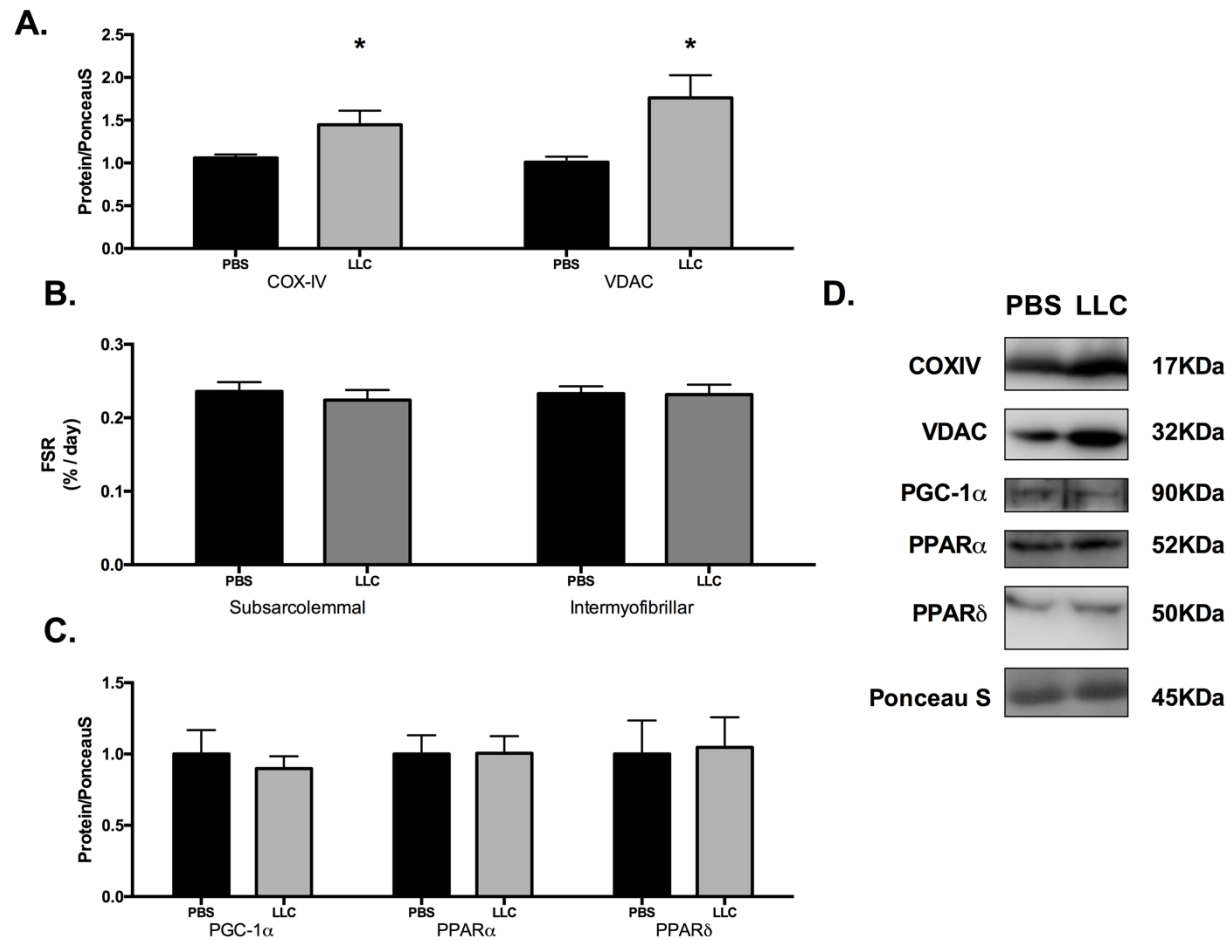 A.
Protein/PonceauS
2.5
2.0
1.5
1.0
0.5
0.0
*
*
PBS
LLC
PBS
LLC
COX-IV
VDAC
B.
FSR
(% / day)
0.3
0.2
0.1
0.0
PBS
LLC
PBS
LLC
Subsarcolemmal
Intermyofibrillar
C.
Protein/PonceauS
1.5
1.0
0.5
0.0
PBS
LLC
PBS
LLC
PBS
LLC
PGC-1α
PPARα
PPARδ
D.
PBS LLC
COXIV 17KDa
VDAC 32KDa
PGC-1α 90KDa
PPARα 52KDa
PPARδ 50KDa
Ponceau S 45KDa